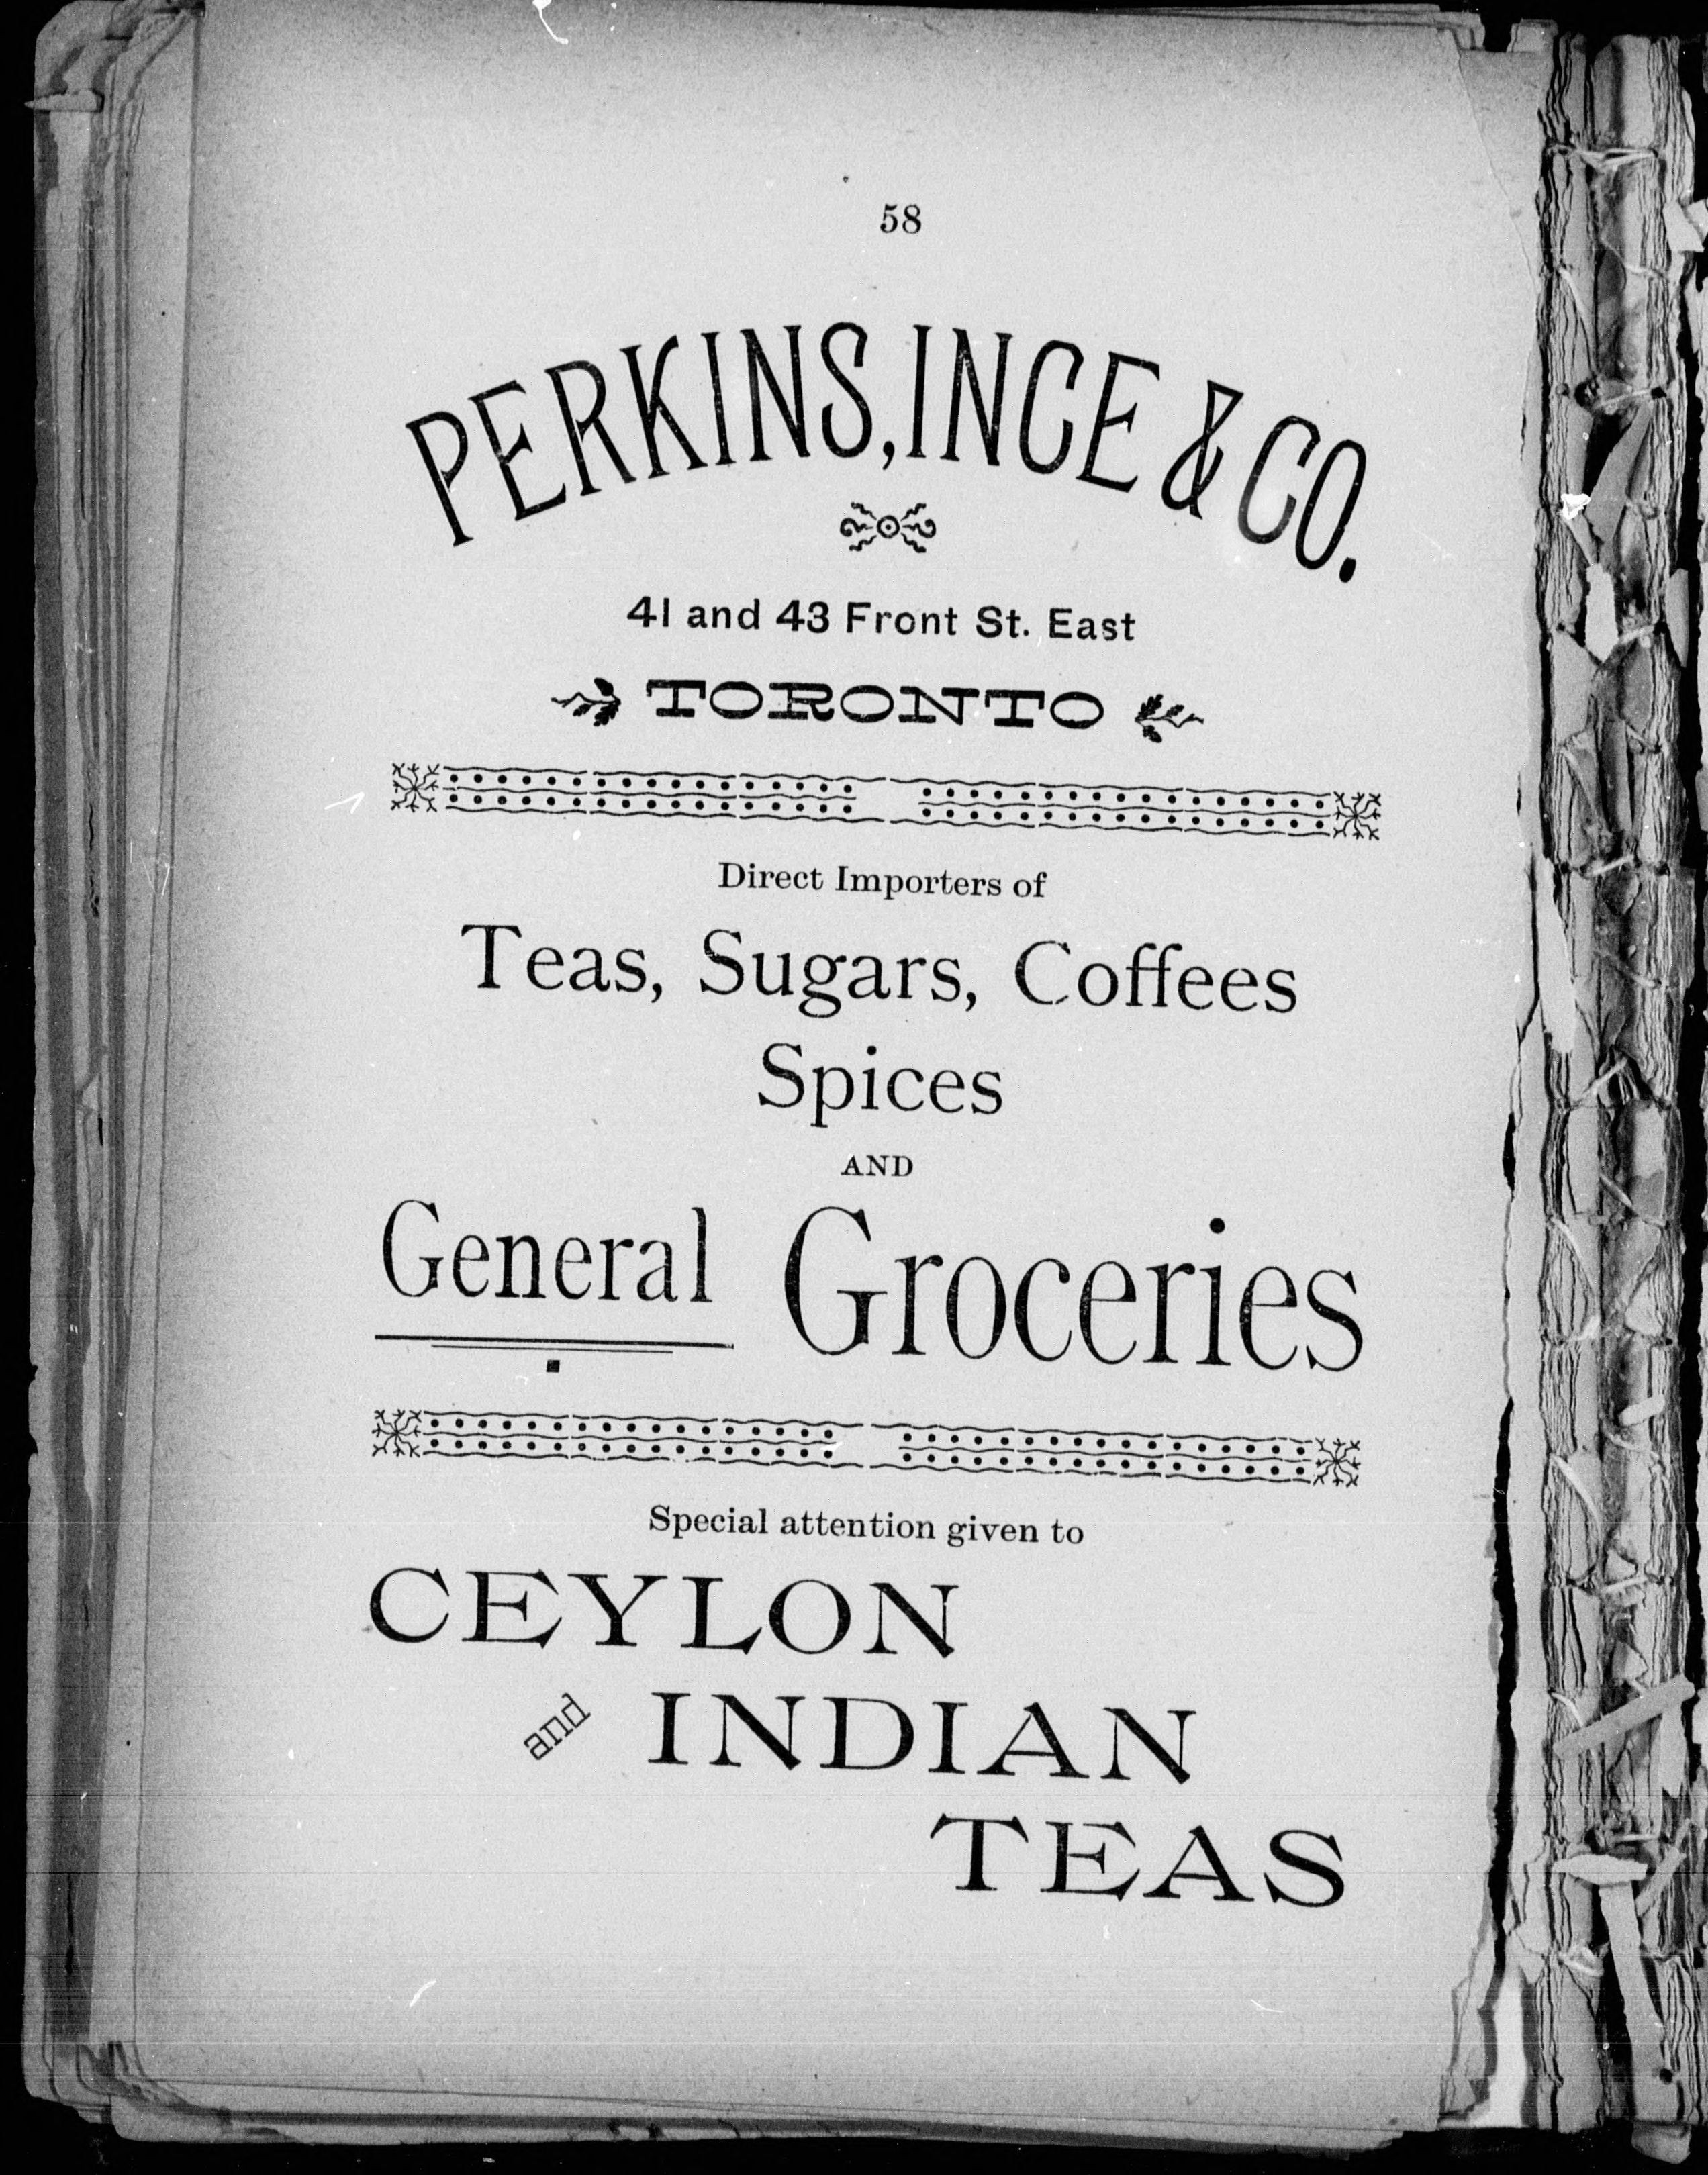 58
PERKINS, INCE & CO.
41 and 43 Front St. East
TORONTO
Direct Importers of
Teas, Sugars, Coffees
Spices
AND
General Groceries
Special attention given to
CEYLON
and INDIAN
TEAS